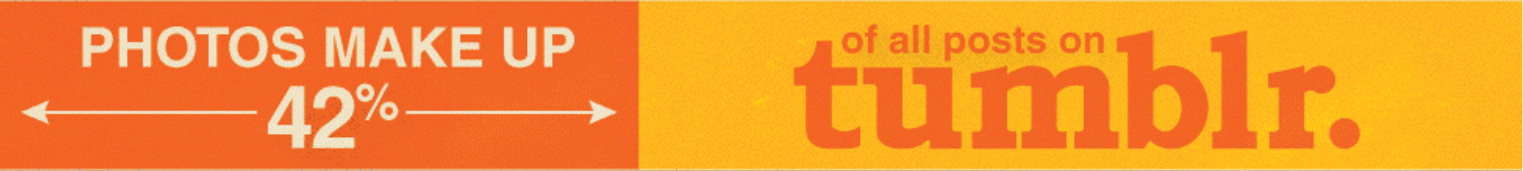 PHOTOS MAKE UP
42%
of all posts on
tumblr.